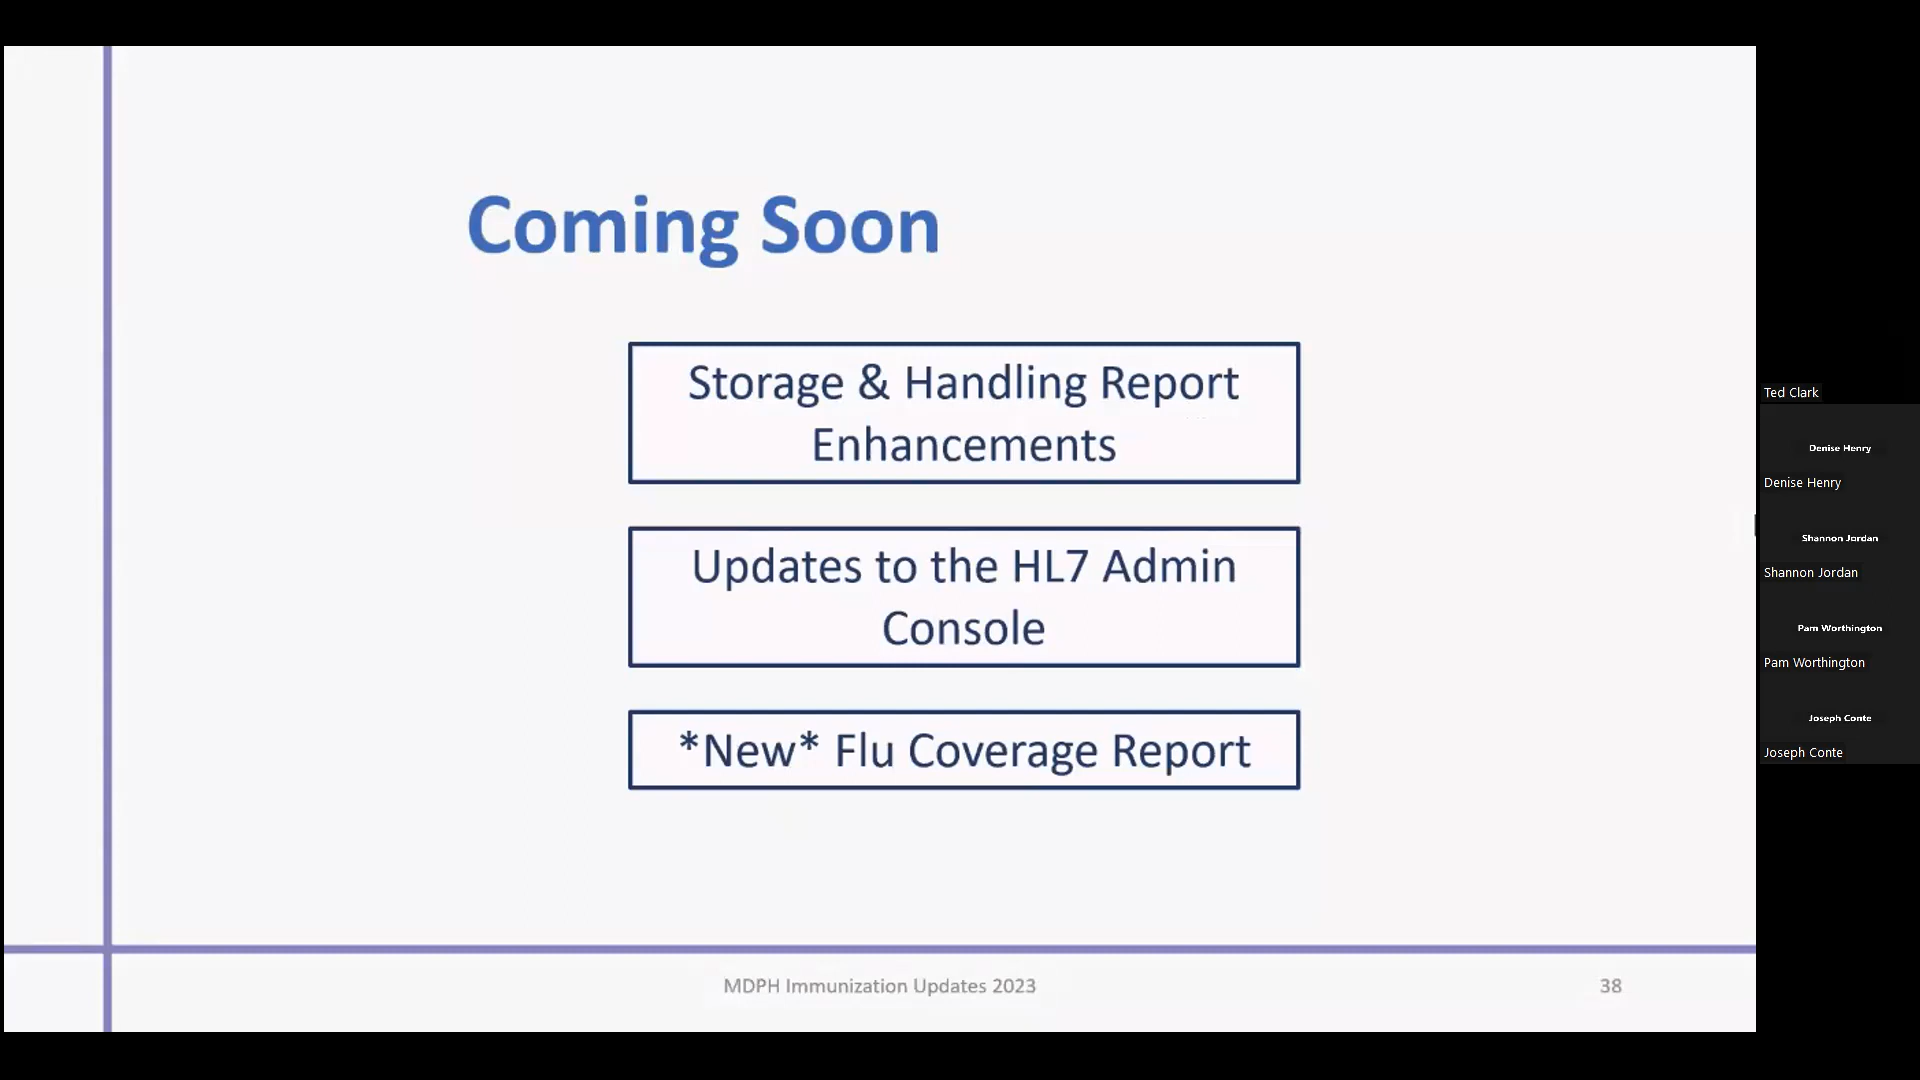 Coming Soon
Storage & Handling Report
Enhancements
Updates to the HL7 Admin
Console
*New* Flu Coverage Report
MDPH Immunization Updates 2023
38
Ted Clark
Denise Henry
Denise Henry
Shannon Jordan
Shannon Jordan
Pam Worthington
Pam Worthington
Joseph Conte
Joseph Conte